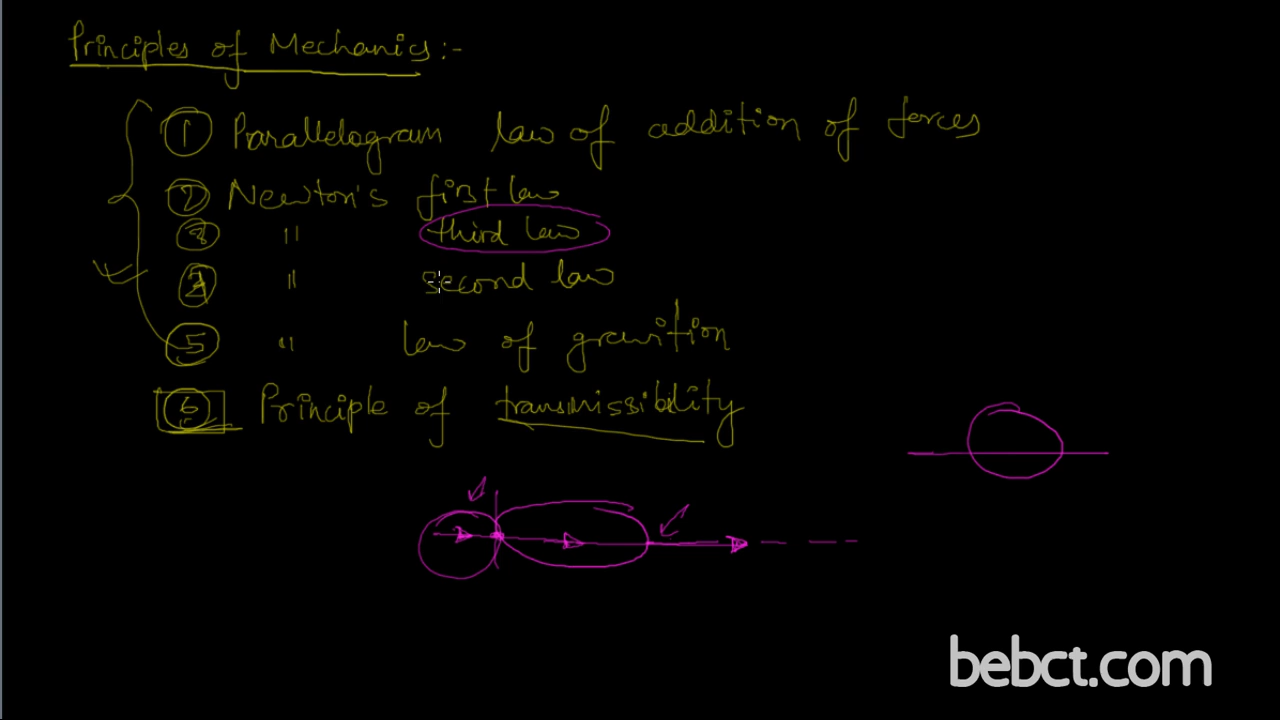 Principles of Mechanics:-
① Parallelogram law of addition of forces
② Newton's first law
③ " third law
" second law
⑤ " law of gravition
⑥ Principle of transmissibility
bebct.com